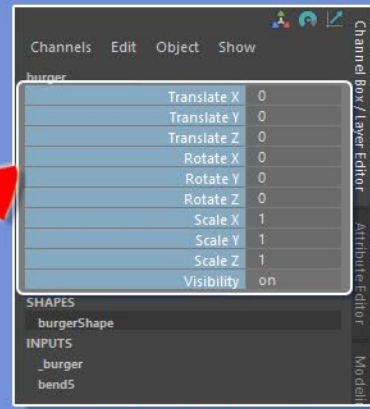 Channels Edit Object Show
burger
Translate X 0
Translate Y 0
Translate Z 0
Rotate X 0
Rotate Y 0
Rotate Z 0
Scale X 1
Scale Y 1
Scale Z 1
Visibility on
SHAPES
burgerShape
INPUTS
_burger
bend5
Channel Box / Layer Editor
Attribute Editor
Modeli